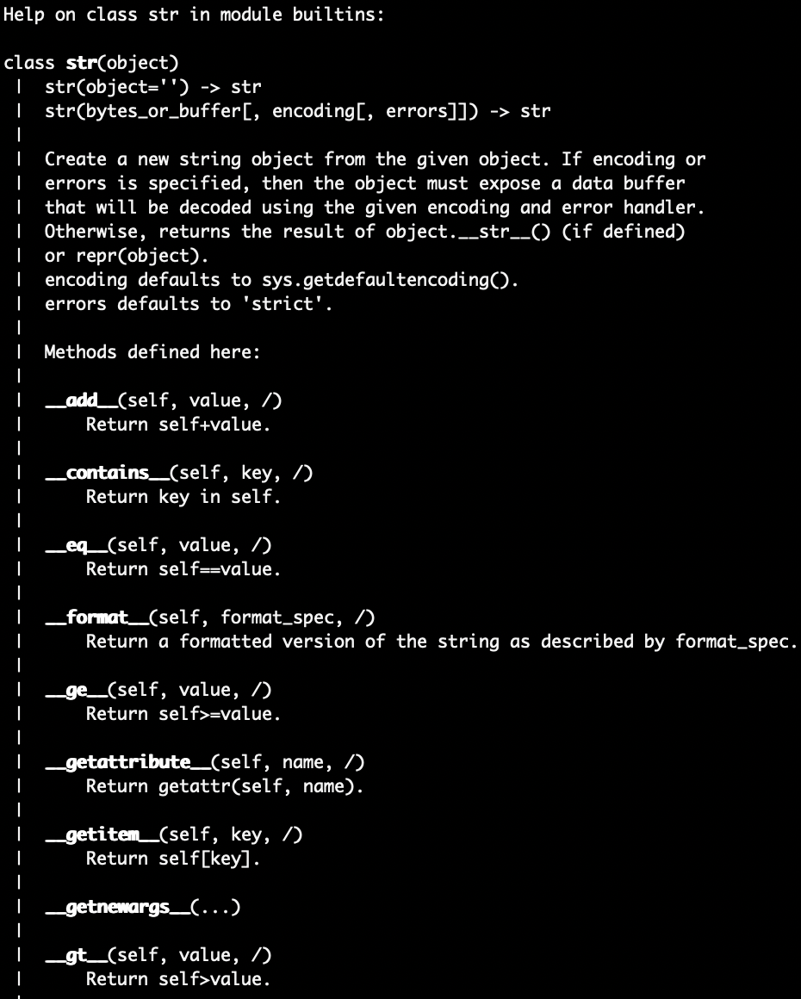 Help on class str in module builtins:

class str(object)
 |  str(object='') -> str
 |  str(bytes_or_buffer[, encoding[, errors]]) -> str
 |
 |  Create a new string object from the given object. If encoding or
 |  errors is specified, then the object must expose a data buffer
 |  that will be decoded using the given encoding and error handler.
 |  Otherwise, returns the result of object.__str__() (if defined)
 |  or repr(object).
 |  encoding defaults to sys.getdefaultencoding().
 |  errors defaults to 'strict'.
 |
 |  Methods defined here:
 |
 |  __add__(self, value, /)
 |      Return self+value.
 |
 |  __contains__(self, key, /)
 |      Return key in self.
 |
 |  __eq__(self, value, /)
 |      Return self==value.
 |
 |  __format__(self, format_spec, /)
 |      Return a formatted version of the string as described by format_spec.
 |
 |  __ge__(self, value, /)
 |      Return self>=value.
 |
 |  __getattribute__(self, name, /)
 |      Return getattr(self, name).
 |
 |  __getitem__(self, key, /)
 |      Return self[key].
 |
 |  __getnewargs__(...)
 |
 |  __gt__(self, value, /)
 |      Return self>value.
 |